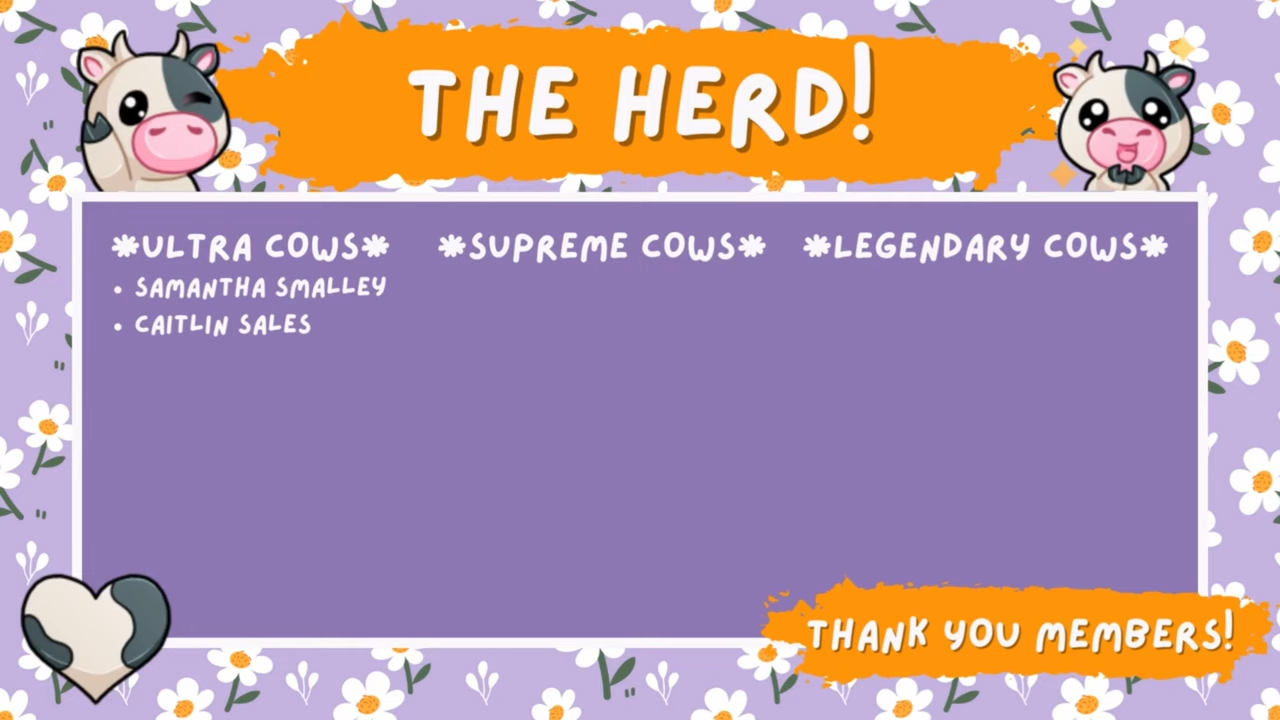 THE HERD!
*ULTRA COWS*
• SAMANTHA SMALLEY
• CAITLIN SALES
*SUPREME COWS*
*LEGENDARY COWS*
THANK YOU MEMBERS!